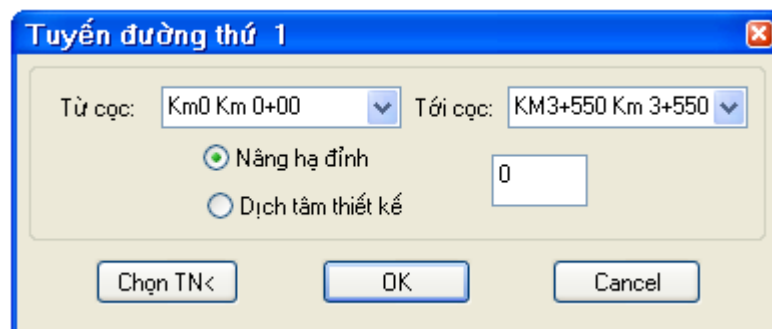 Tuyến đường thứ 1
Từ cọc: Km0 Km 0+00 Tới cọc: KM3+550 Km 3+550
Nâng hạ đỉnh
0
Dịch tâm thiết kế
Chọn TN< OK Cancel